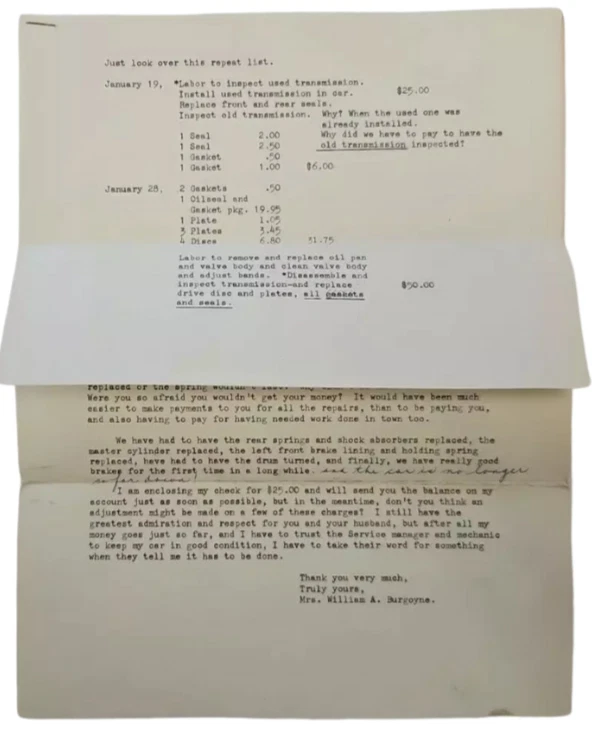 Just look over this repeat list.
January 19, *Labor to inspect used transmission.
Install used transmission in car. $25.00
Replace front and rear seals.
Inspect old transmission. Why? When the used one was
already installed.
1 Seal 2.00 Why did we have to pay to have the
1 Seal 2.50 old transmission inspected?
1 Gasket .50
1 Gasket 1.00 $6.00
January 28, 2 Gaskets .50
1 Oilseal and
Gasket pkg. 19.95
1 Plate 1.05
3 Plates 3.45
4 Discs 6.80 31.75
Labor to remove and replace oil pan
and valve body and clean valve body
and adjust bands. *Disassemble and
inspect transmission-and replace $50.00
drive disc and plates, all gaskets
and seals.
replaced or the spring wouldn't last.
Were you so afraid you wouldn't get your money? It would have been much
easier to make payments to you for all the repairs, than to be paying you,
and also having to pay for having needed work done in town too.
We have had to have the rear springs and shock absorbers replaced, the
master cylinder replaced, the left front brake lining and holding spring
replaced, have had to have the drum turned, and finally, we have really good
brakes for the first time in a long while. and the car is no longer
so far down!
I am enclosing my check for $25.00 and will send you the balance on my
account just as soon as possible, but in the meantime, don't you think an
adjustment might be made on a few of these charges? I still have the
greatest admiration and respect for you and your husband, but after all my
money goes just so far, and I have to trust the Service manager and mechanic
to keep my car in good condition, I have to take their word for something
when they tell me it has to be done.
Thank you very much,
Truly yours,
Mrs. William A. Burgoyne.